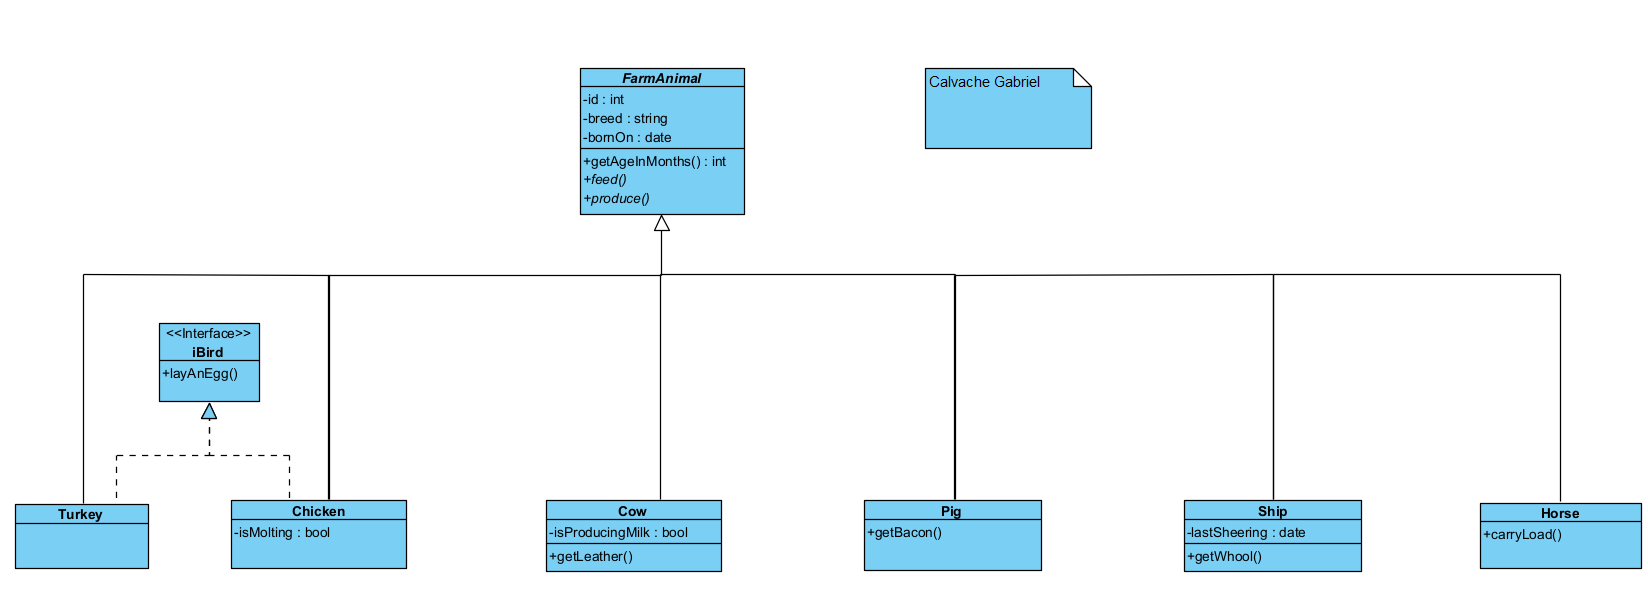 FarmAnimal
-id : int
-breed : string
-bornOn : date
+getAgeInMonths() : int
+feed()
+produce()
Calvache Gabriel
<<Interface>>
iBird
+layAnEgg()
Turkey
Chicken
-isMolting : bool
Cow
-isProducingMilk : bool
+getLeather()
Pig
+getBacon()
Ship
-lastSheering : date
+getWhool()
Horse
+carryLoad()